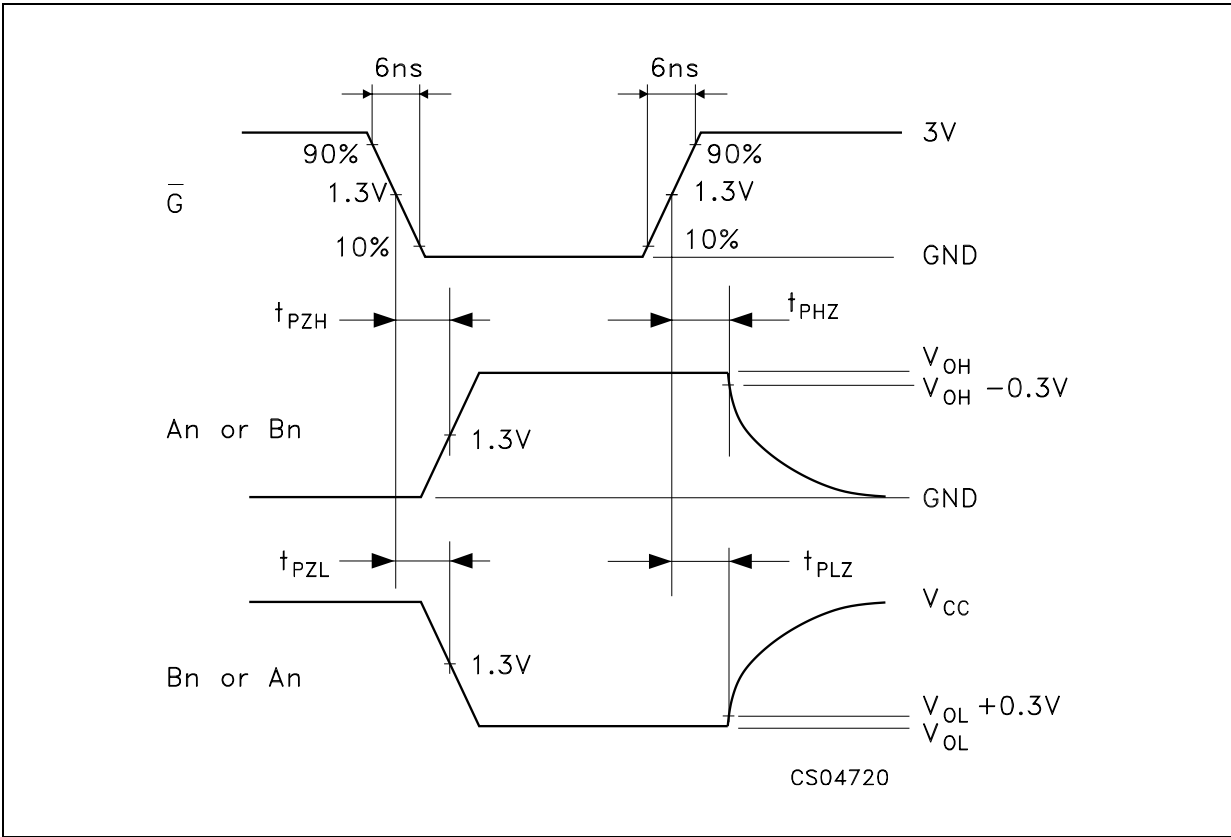 6ns 6ns
3V
90% 90%
1.3V 1.3V
G̅
10% 10%
GND
tPZH tPHZ
VOH
VOH −0.3V
An or Bn
1.3V
GND
tPZL tPLZ
VCC
1.3V
Bn or An
VOL +0.3V
VOL
CS04720